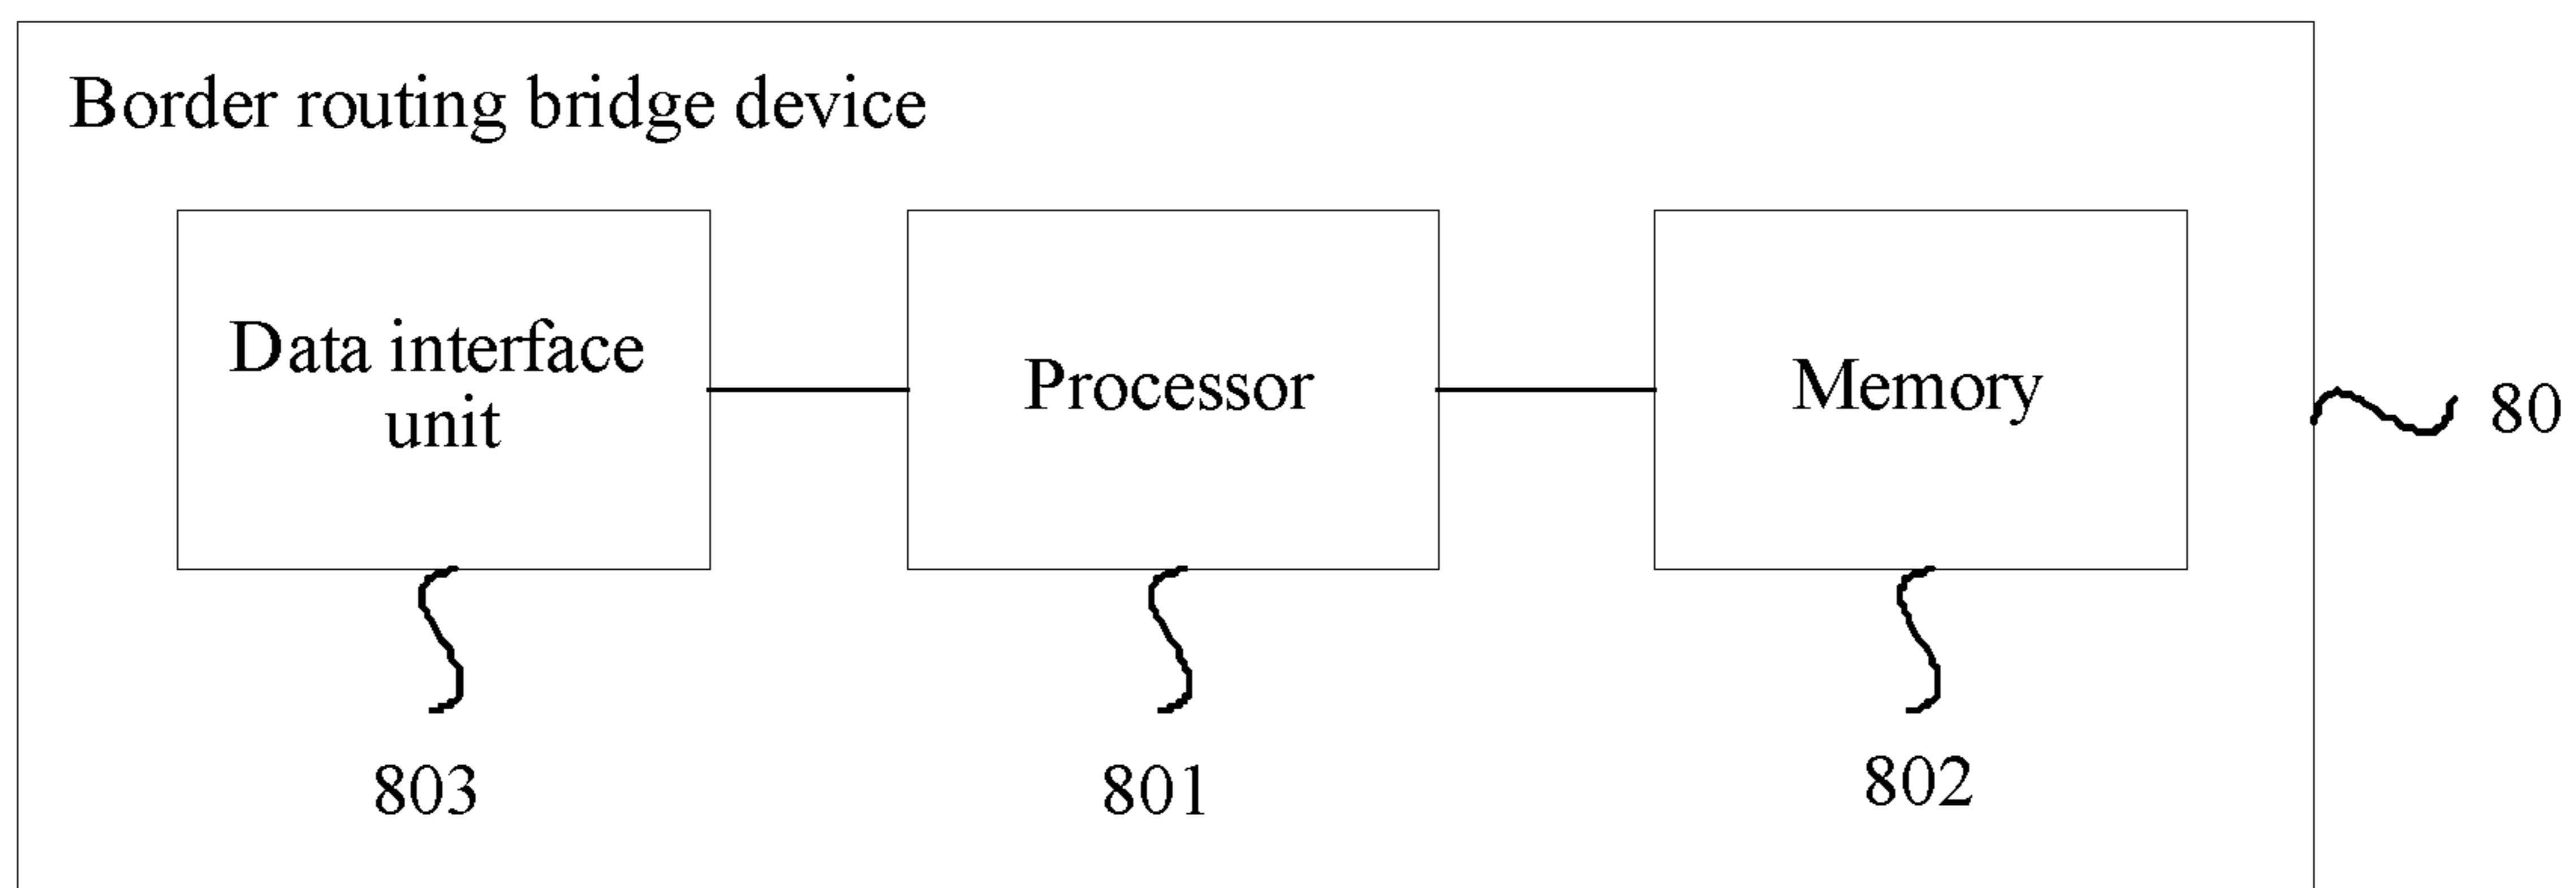 Border routing bridge device
Data interface
unit
Processor
Memory
80
803
801
802